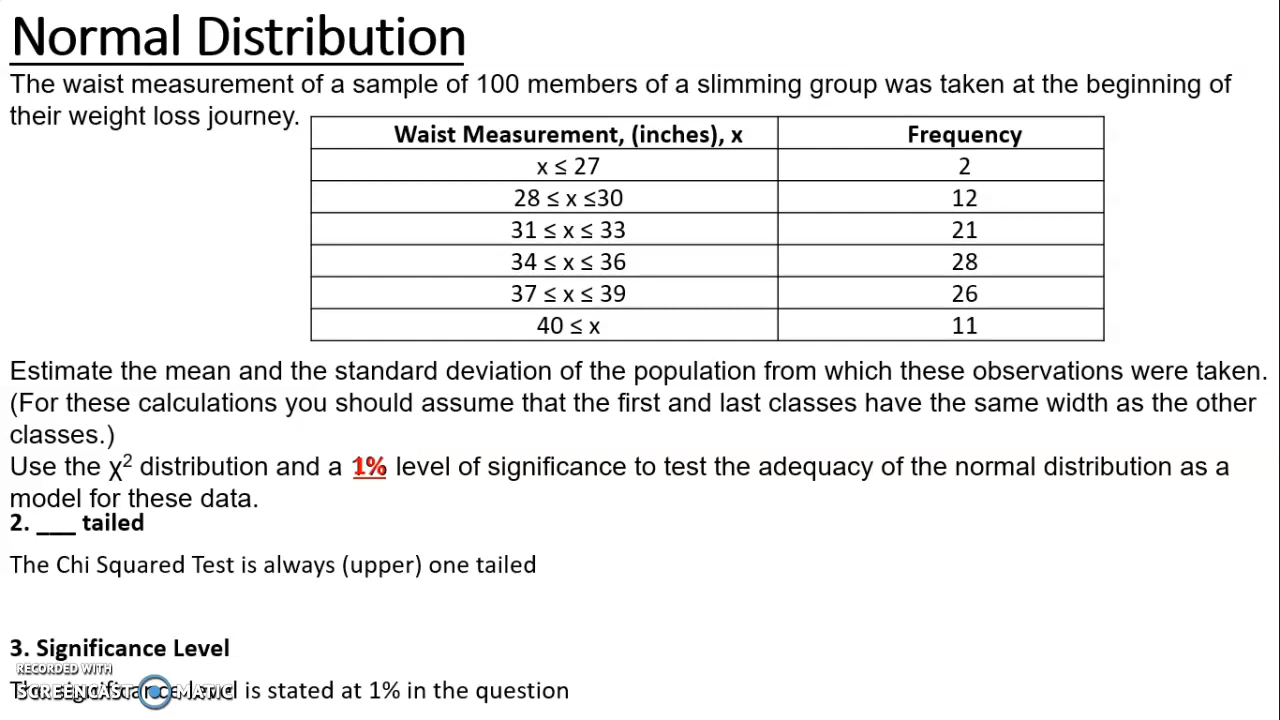 Normal Distribution
The waist measurement of a sample of 100 members of a slimming group was taken at the beginning of
their weight loss journey.
Waist Measurement, (inches), x Frequency
x ≤ 27 2
28 ≤ x ≤30 12
31 ≤ x ≤ 33 21
34 ≤ x ≤ 36 28
37 ≤ x ≤ 39 26
40 ≤ x 11
Estimate the mean and the standard deviation of the population from which these observations were taken.
(For these calculations you should assume that the first and last classes have the same width as the other
classes.)
Use the χ² distribution and a 1% level of significance to test the adequacy of the normal distribution as a
model for these data.
2. ___ tailed
The Chi Squared Test is always (upper) one tailed
3. Significance Level
RECORDED WITH
SCREENCAST MATIC
is stated at 1% in the question